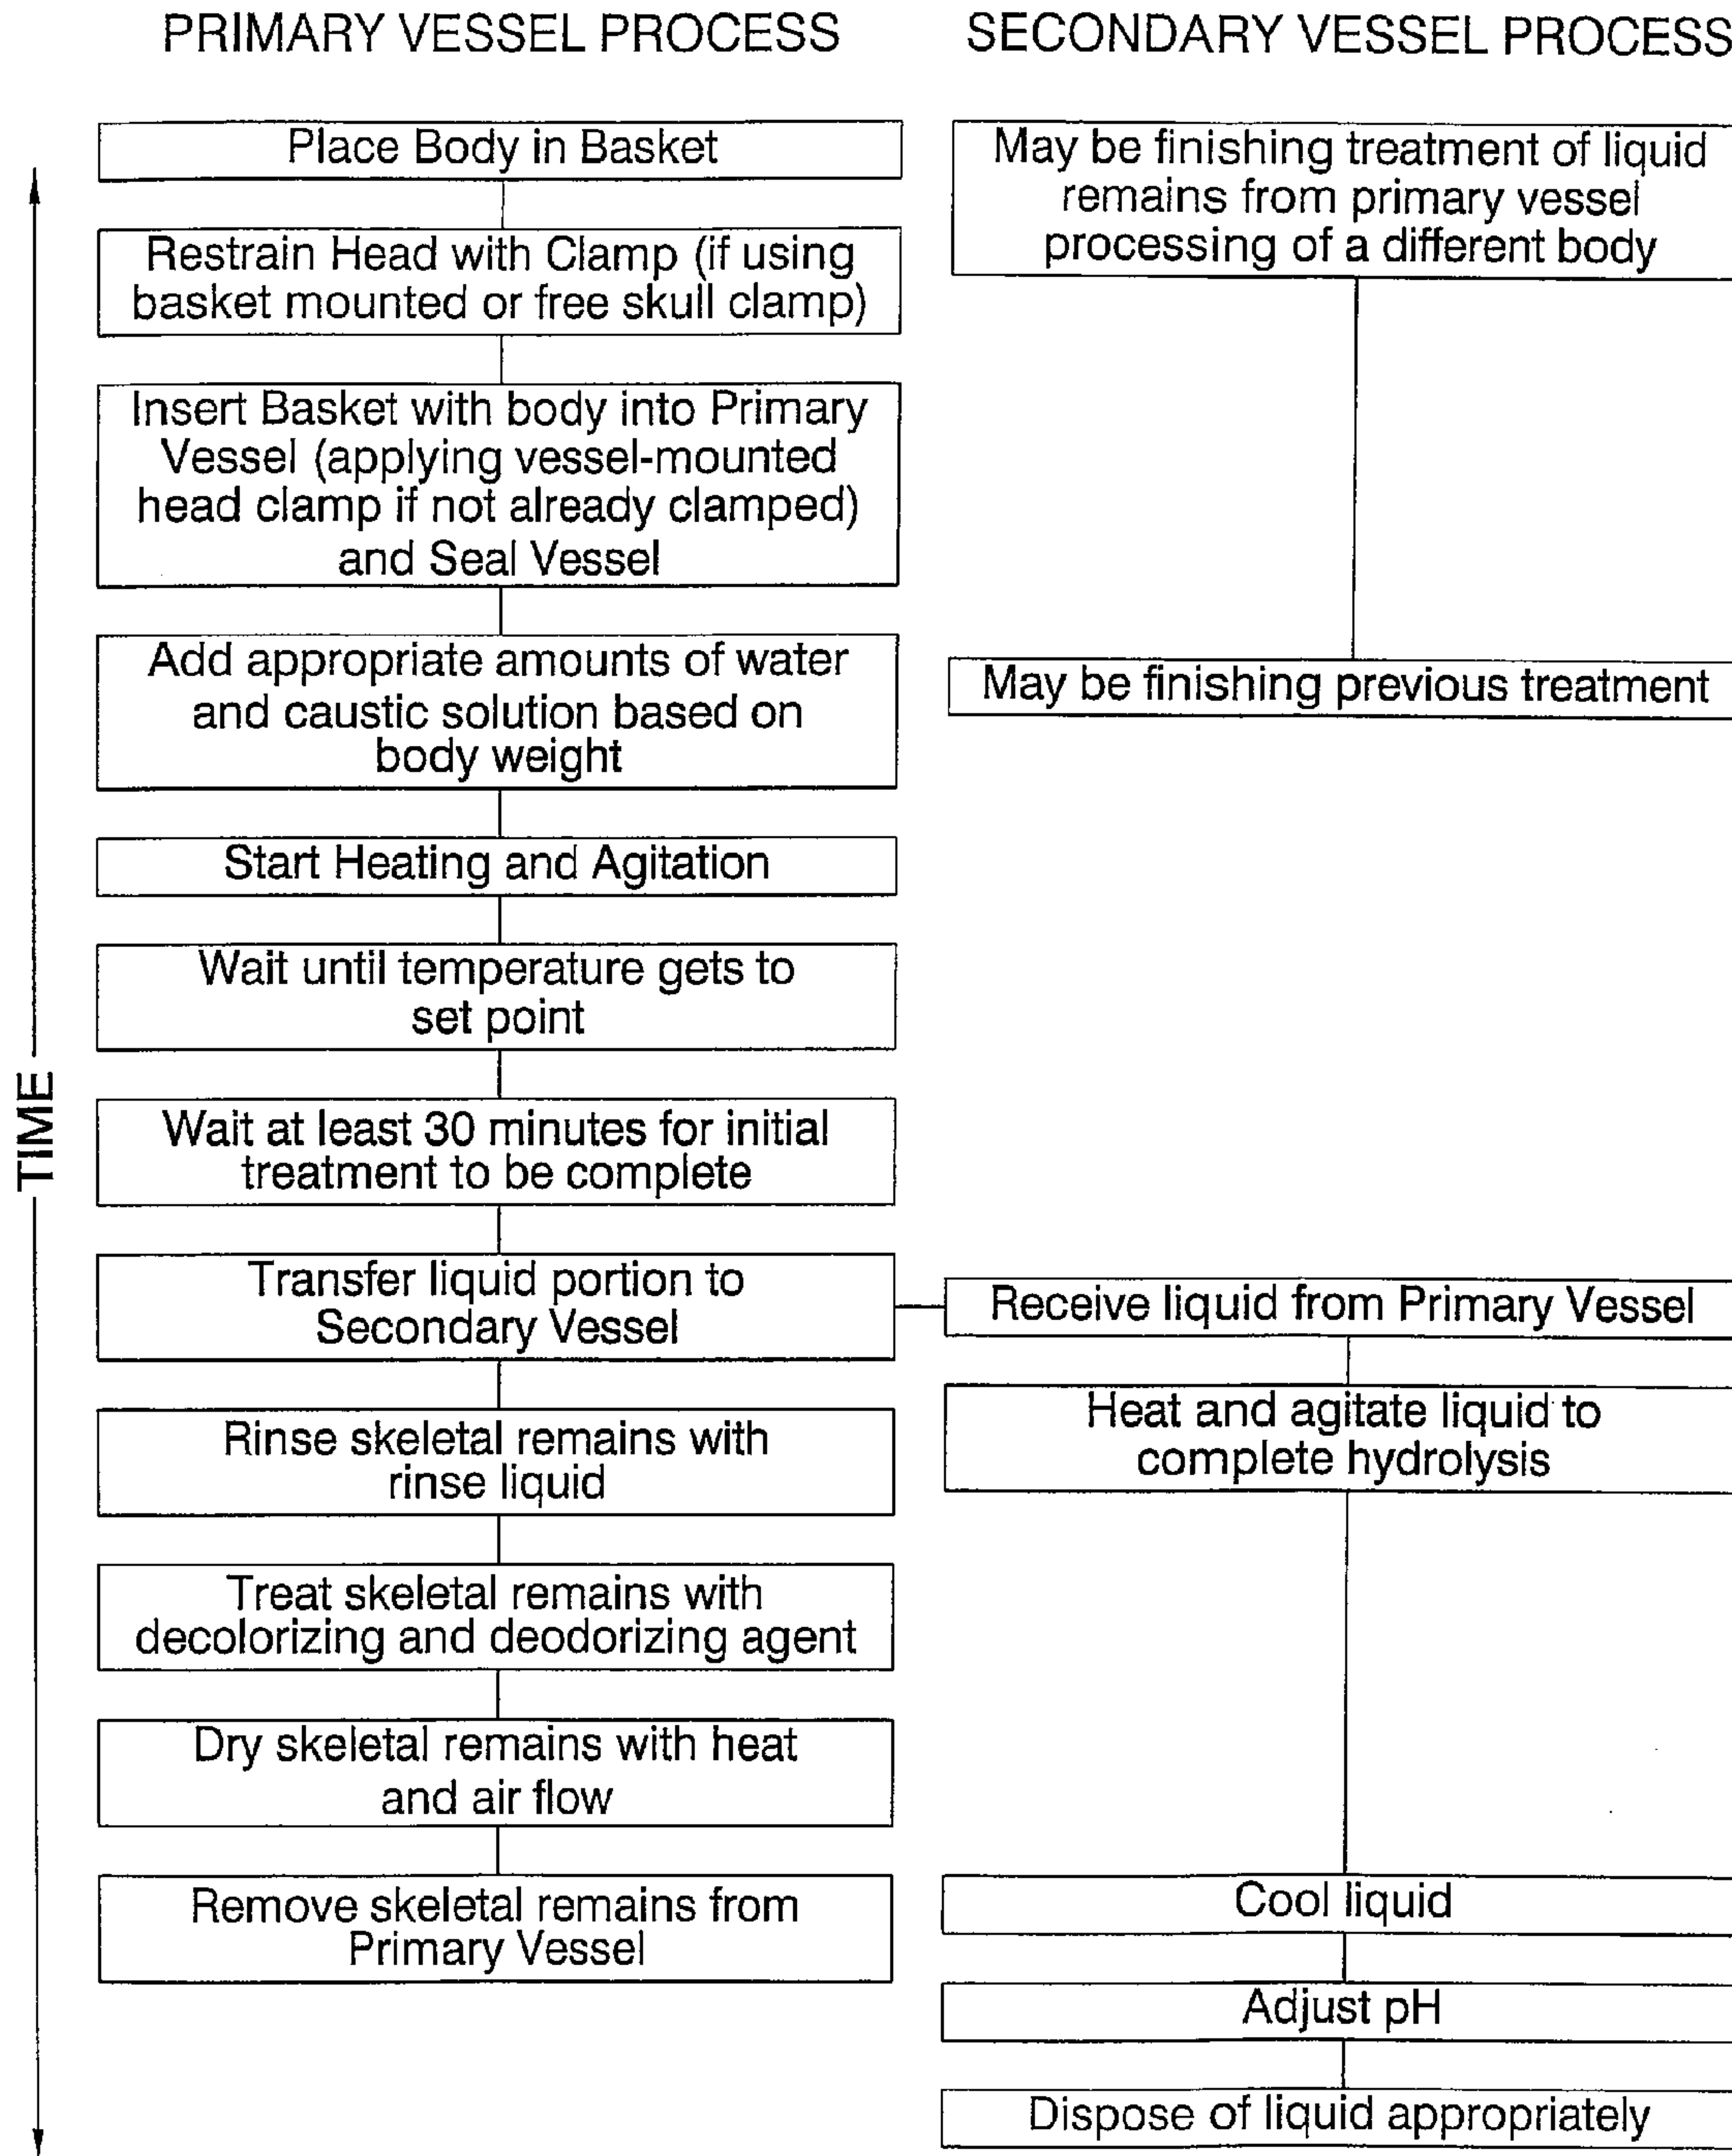 PRIMARY VESSEL PROCESS
Place Body in Basket
Restrain Head with Clamp (if using
basket mounted or free skull clamp)
Insert Basket with body into Primary
Vessel (applying vessel-mounted
head clamp if not already clamped)
and Seal Vessel
Add appropriate amounts of water
and caustic solution based on
body weight
Start Heating and Agitation
Wait until temperature gets to
set point
Wait at least 30 minutes for initial
treatment to be complete
Transfer liquid portion to
Secondary Vessel
Rinse skeletal remains with
rinse liquid
Treat skeletal remains with
decolorizing and deodorizing agent
Dry skeletal remains with heat
and air flow
Remove skeletal remains from
Primary Vessel
SECONDARY VESSEL PROCESS
May be finishing treatment of liquid
remains from primary vessel
processing of a different body
May be finishing previous treatment
Receive liquid from Primary Vessel
Heat and agitate liquid to
complete hydrolysis
Cool liquid
Adjust pH
Dispose of liquid appropriately
TIME